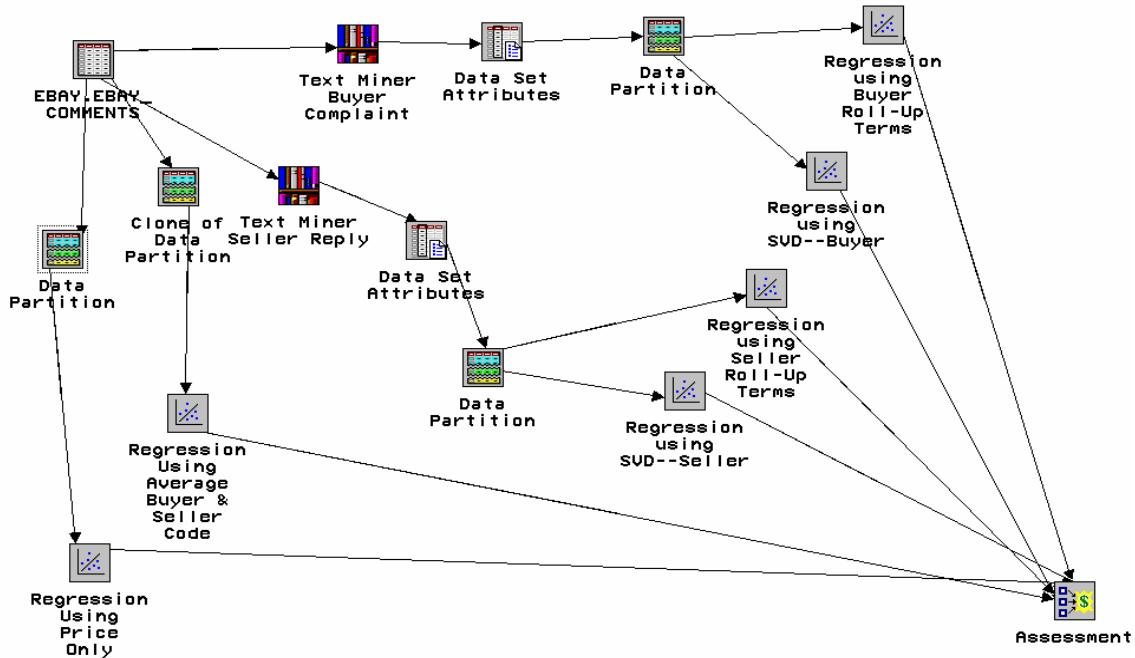 EBAY.EBAY_
COMMENTS
Text Miner
Buyer
Complaint
Data Set
Attributes
Data
Partition
Regression
using
Buyer
Roll-Up
Terms
Clone of
Data
Partition
Text Miner
Seller Reply
Regression
using
SVD--Buyer
Data
Partition
Data Set
Attributes
Regression
using
Seller
Roll-Up
Terms
Data
Partition
Regression
using
SVD--Seller
Regression
Using
Average
Buyer &
Seller
Code
Regression
Using
Price
Only
$
Assessment